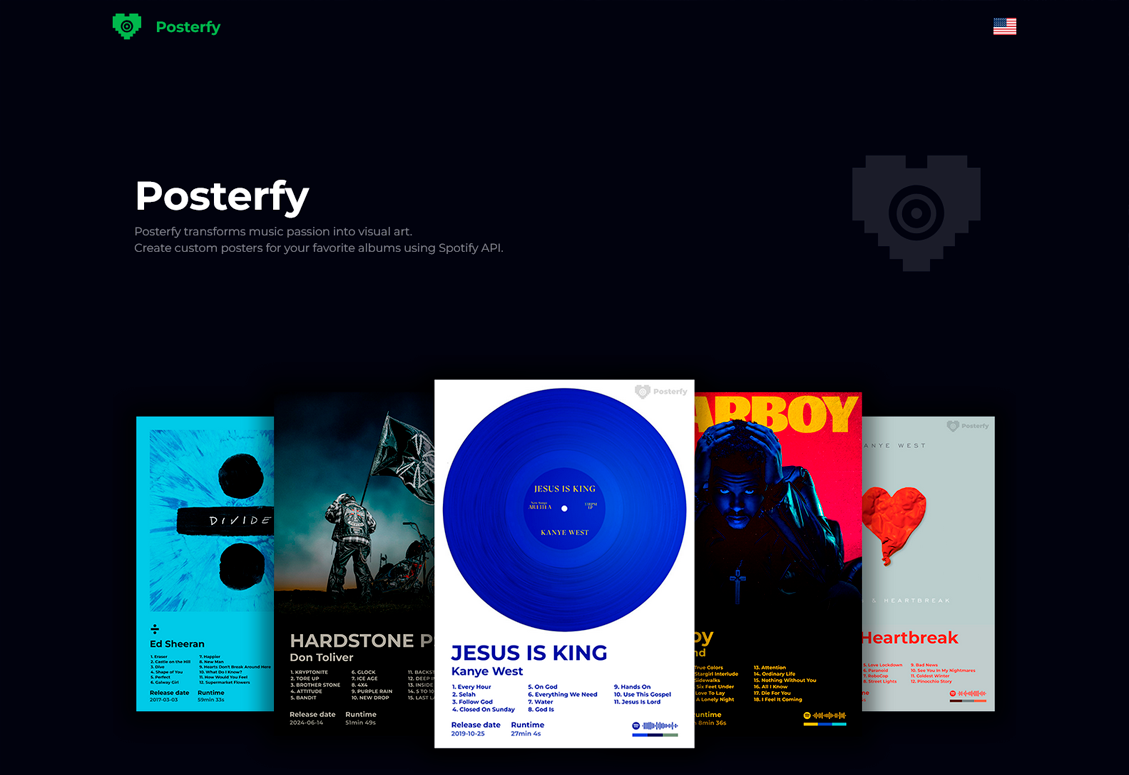 Posterfy
Posterfy
Posterfy transforms music passion into visual art.
Create custom posters for your favorite albums using Spotify API.
DIVIDE
÷
Ed Sheeran
1. Eraser
2. Castle on the Hill
3. Dive
4. Shape of You
5. Perfect
6. Galway Girl
7. Happier
8. New Man
9. Hearts Don't Break Around Here
10. What Do I Know?
11. How Would You Feel
12. Supermarket Flowers
Release date
2017-03-03
Runtime
59min 33s
HARDSTONE P
Don Toliver
1. KRYPTONITE
2. TORE UP
3. BROTHER STONE
4. ATTITUDE
5. BANDIT
6. GLOCK
7. ICE AGE
8. 4X4
9. PURPLE RAIN
10. NEW DROP
11. BACKS
12. DEEP
13. INSIDE
14. 5 TO 10
15. LAST L
Release date
2024-06-14
Runtime
51min 49s
Posterfy
JESUS IS KING
ARETHA
KANYE WEST
JESUS IS KING
Kanye West
1. Every Hour
2. Selah
3. Follow God
4. Closed On Sunday
5. On God
6. Everything We Need
7. Water
8. God Is
9. Hands On
10. Use This Gospel
11. Jesus Is Lord
Release date
2019-10-25
Runtime
27min 4s
ARBOY
oy
nd
True Colors
Stargirl Interlude
Sidewalks
Six Feet Under
Love To Lay
A Lonely Night
13. Attention
14. Ordinary Life
15. Nothing Without You
16. All I Know
17. Die For You
18. I Feel It Coming
untime
8min 36s
Posterfy
ANYE WEST
S HEARTBREAK
Heartbreak
5. Love Lockdown
6. Paranoid
7. RoboCop
8. Street Lights
9. Bad News
10. See You In My Nightmares
11. Coldest Winter
12. Pinocchio Story